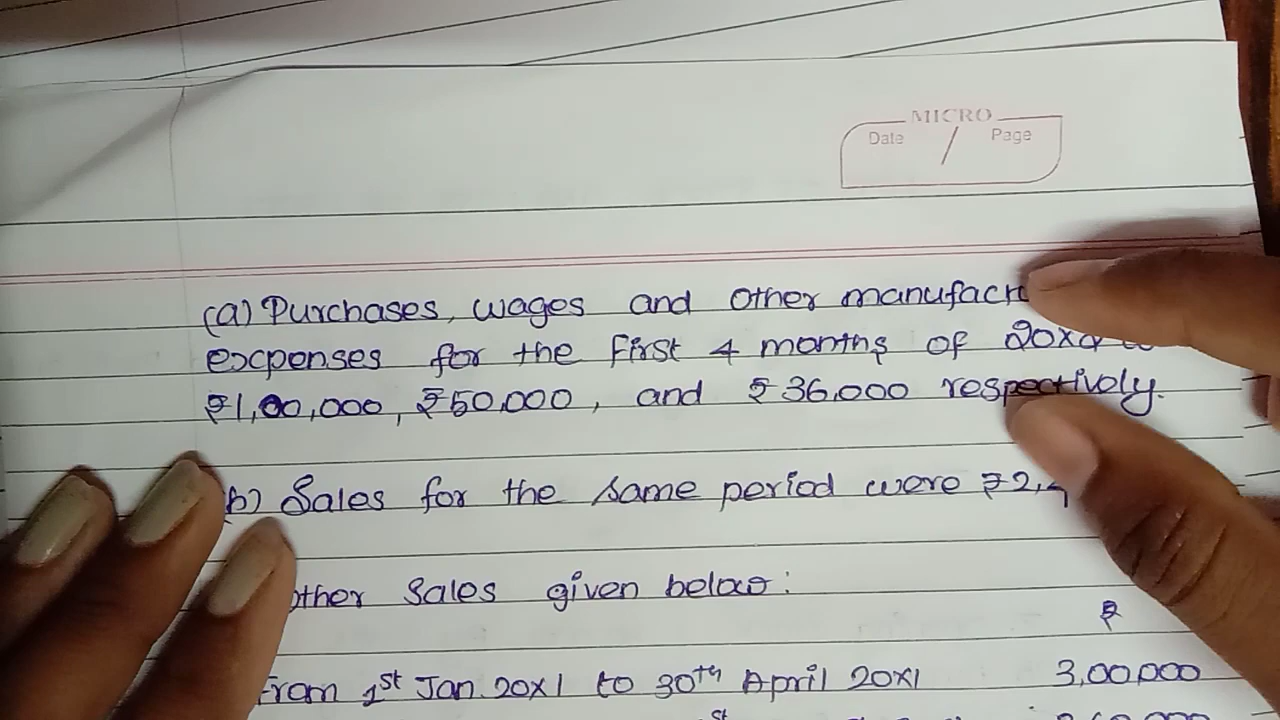 MICRO
Date / Page
(a) Purchases, wages and other
expenses for the first 4 months of
₹1,00,000, ₹50,000, and ₹36,000 respectively.
(b) Sales for the same period were
other sales given below:
₹
From 1st Jan. 20x1 to 30th April 20x1 3,00,000